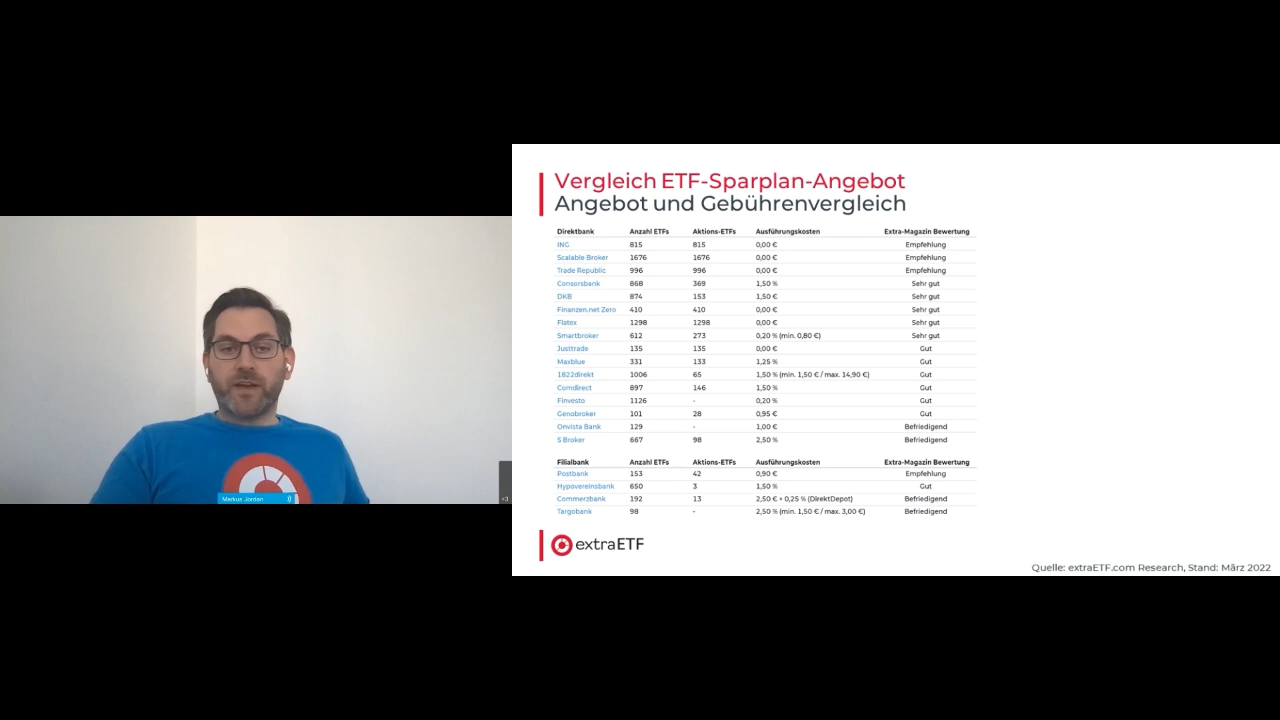 Vergleich ETF-Sparplan-Angebot
Angebot und Gebührenvergleich
Direktbank Anzahl ETFs Aktions-ETFs Ausführungskosten Extra-Magazin Bewertung
ING 815 815 0,00 € Empfehlung
Scalable Broker 1676 1676 0,00 € Empfehlung
Trade Republic 996 996 0,00 € Empfehlung
Consorsbank 868 369 1,50 % Sehr gut
DKB 874 153 1,50 € Sehr gut
Finanzen.net Zero 410 410 0,00 € Sehr gut
Flatex 1298 1298 0,00 € Sehr gut
Smartbroker 612 273 0,20 % (min. 0,80 €) Sehr gut
Justtrade 135 135 0,00 € Gut
Maxblue 331 133 1,25 % Gut
1822direkt 1006 65 1,50 % (min. 1,50 € / max. 14,90 €) Gut
Comdirect 897 146 1,50 % Gut
Finvesto 1126 - 0,20 % Gut
Genobroker 101 28 0,95 € Gut
Onvista Bank 129 - 1,00 € Befriedigend
S Broker 667 98 2,50 % Befriedigend
Filialbank Anzahl ETFs Aktions-ETFs Ausführungskosten Extra-Magazin Bewertung
Postbank 153 42 0,90 € Empfehlung
Hypovereinsbank 650 3 1,50 % Gut
Commerzbank 192 13 2,50 € + 0,25 % (DirektDepot) Befriedigend
Targobank 98 - 2,50 % (min. 1,50 € / max. 3,00 €) Befriedigend
extraETF
Quelle: extraETF.com Research, Stand: März 2022
Markus Jordan
+3